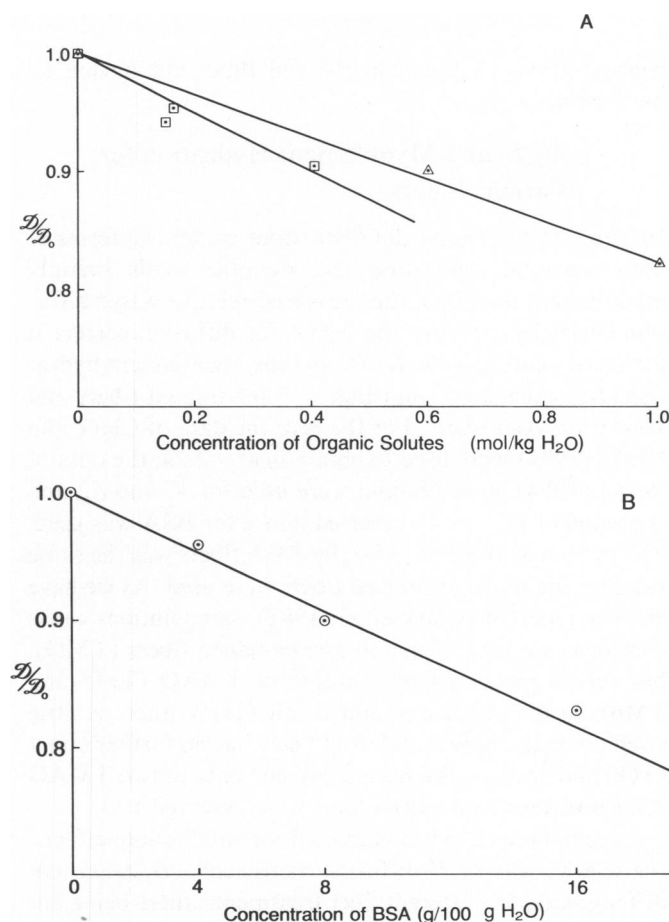 A
1.0
0.9
𝒟/𝒟₀
0.8
0 0.2 0.4 0.6 0.8 1.0
Concentration of Organic Solutes (mol/kg H₂O)
B
1.0
0.9
𝒟/𝒟₀
0.8
0 4 8 16
Concentration of BSA (g/100 g H₂O)